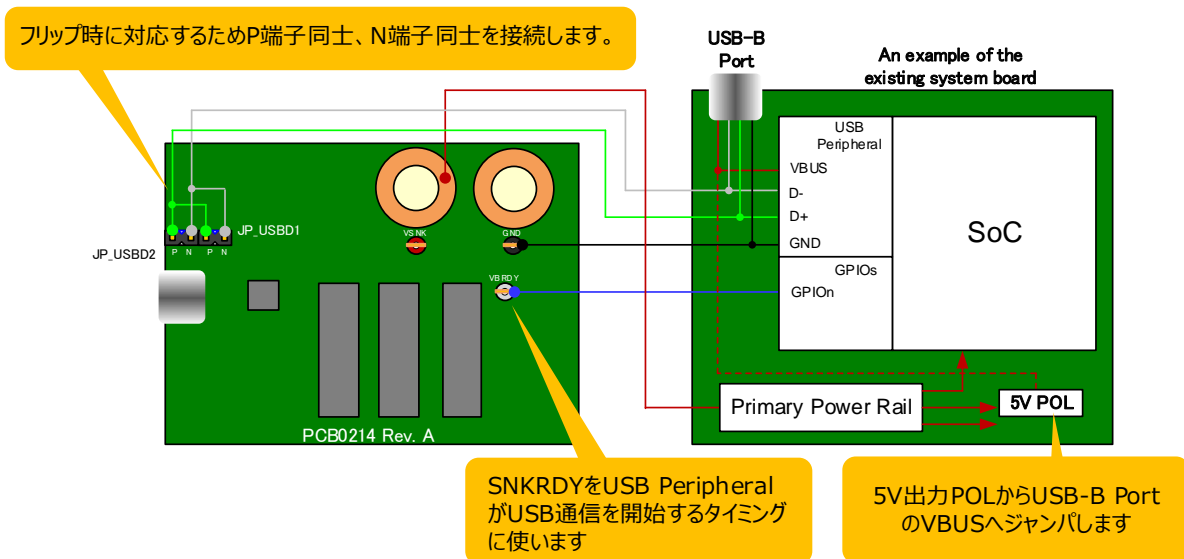 フリップ時に対応するためP端子同士、N端子同士を接続します。
USB-B
Port
An example of the
existing system board
USB
Peripheral
VBUS
D-
D+
GND
SoC
GPIOs
GPIOn
JP_USBD1
JP_USBD2
P N P N
VSNK
GND
VBRDY
PCB0214 Rev. A
Primary Power Rail
5V POL
SNKRDYをUSB Peripheral
がUSB通信を開始するタイミング
に使います
5V出力POLからUSB-B Port
のVBUSへジャンパします